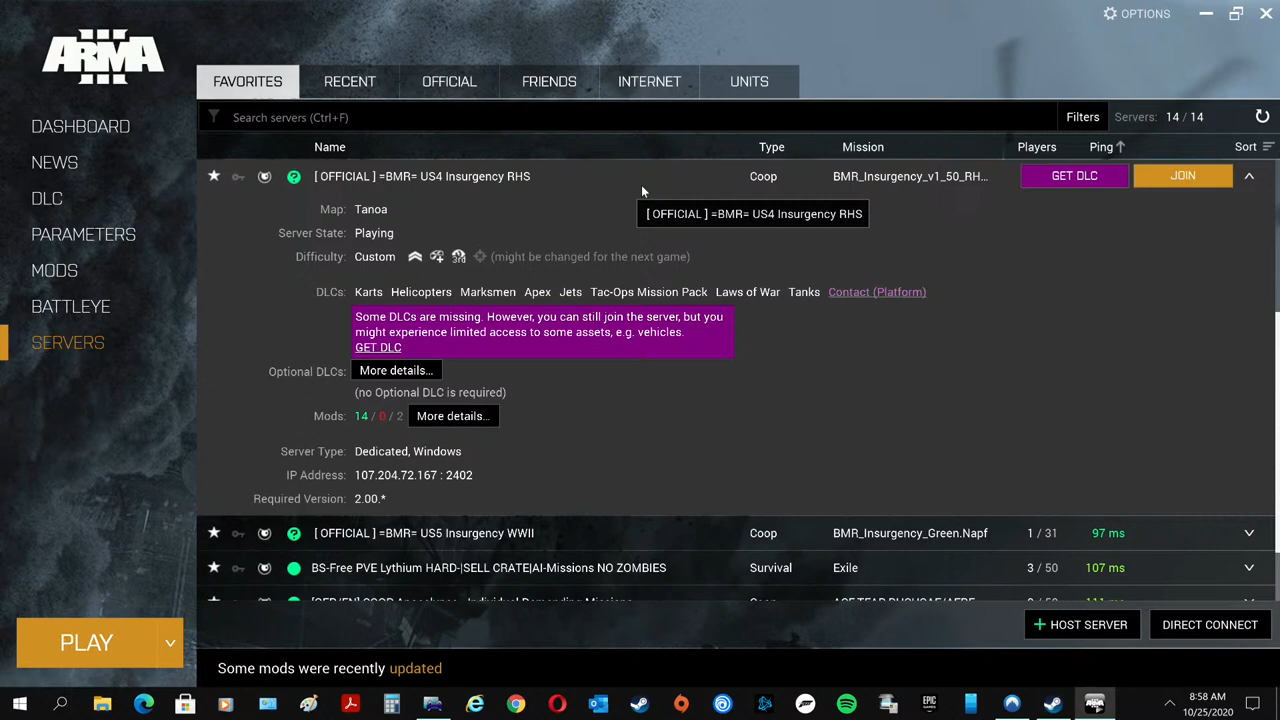 OPTIONS
ARMA III
FAVORITES RECENT OFFICIAL FRIENDS INTERNET UNITS
Search servers (Ctrl+F) Filters Servers: 14 / 14
DASHBOARD
NEWS
DLC
PARAMETERS
MODS
BATTLEYE
SERVERS
Name Type Mission Players Ping Sort
[ OFFICIAL ] =BMR= US4 Insurgency RHS Coop BMR_Insurgency_v1_50_RH... GET DLC JOIN
Map: Tanoa
[ OFFICIAL ] =BMR= US4 Insurgency RHS
Server State: Playing
Difficulty: Custom 3rd (might be changed for the next game)
DLCs: Karts Helicopters Marksmen Apex Jets Tac-Ops Mission Pack Laws of War Tanks Contact (Platform)
Some DLCs are missing. However, you can still join the server, but you
might experience limited access to some assets, e.g. vehicles.
GET DLC
Optional DLCs: More details...
(no Optional DLC is required)
Mods: 14 / 0 / 2 More details...
Server Type: Dedicated, Windows
IP Address: 107.204.72.167 : 2402
Required Version: 2.00.*
[ OFFICIAL ] =BMR= US5 Insurgency WWII Coop BMR_Insurgency_Green.Napf 1 / 31 97 ms
BS-Free PVE Lythium HARD-|SELL CRATE|AI-Missions NO ZOMBIES Survival Exile 3 / 50 107 ms
PLAY
HOST SERVER DIRECT CONNECT
Some mods were recently updated
8:58 AM
10/25/2020